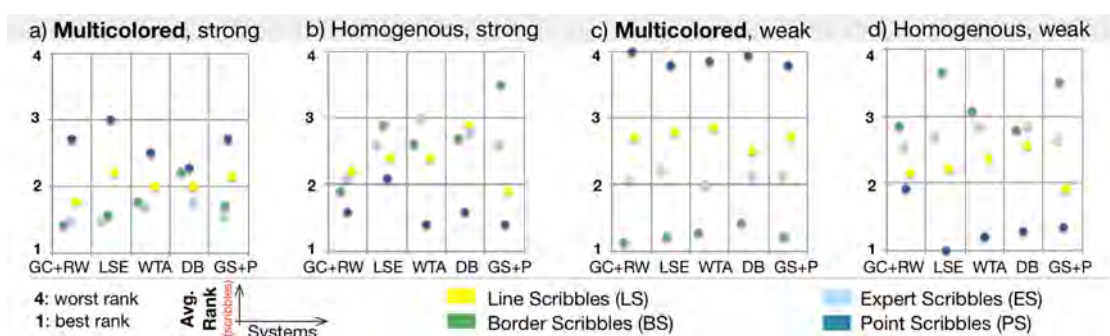 a) Multicolored, strong
b) Homogenous, strong
c) Multicolored, weak
d) Homogenous, weak
4
3
2
1
4
3
2
1
4
3
2
1
4
3
2
1
GC+RW LSE WTA DB GS+P
GC+RW LSE WTA DB GS+P
GC+RW LSE WTA DB GS+P
GC+RW LSE WTA DB GS+P
4: worst rank
1: best rank
Avg.
Rank
(scribbles)
Systems
Line Scribbles (LS)
Border Scribbles (BS)
Expert Scribbles (ES)
Point Scribbles (PS)